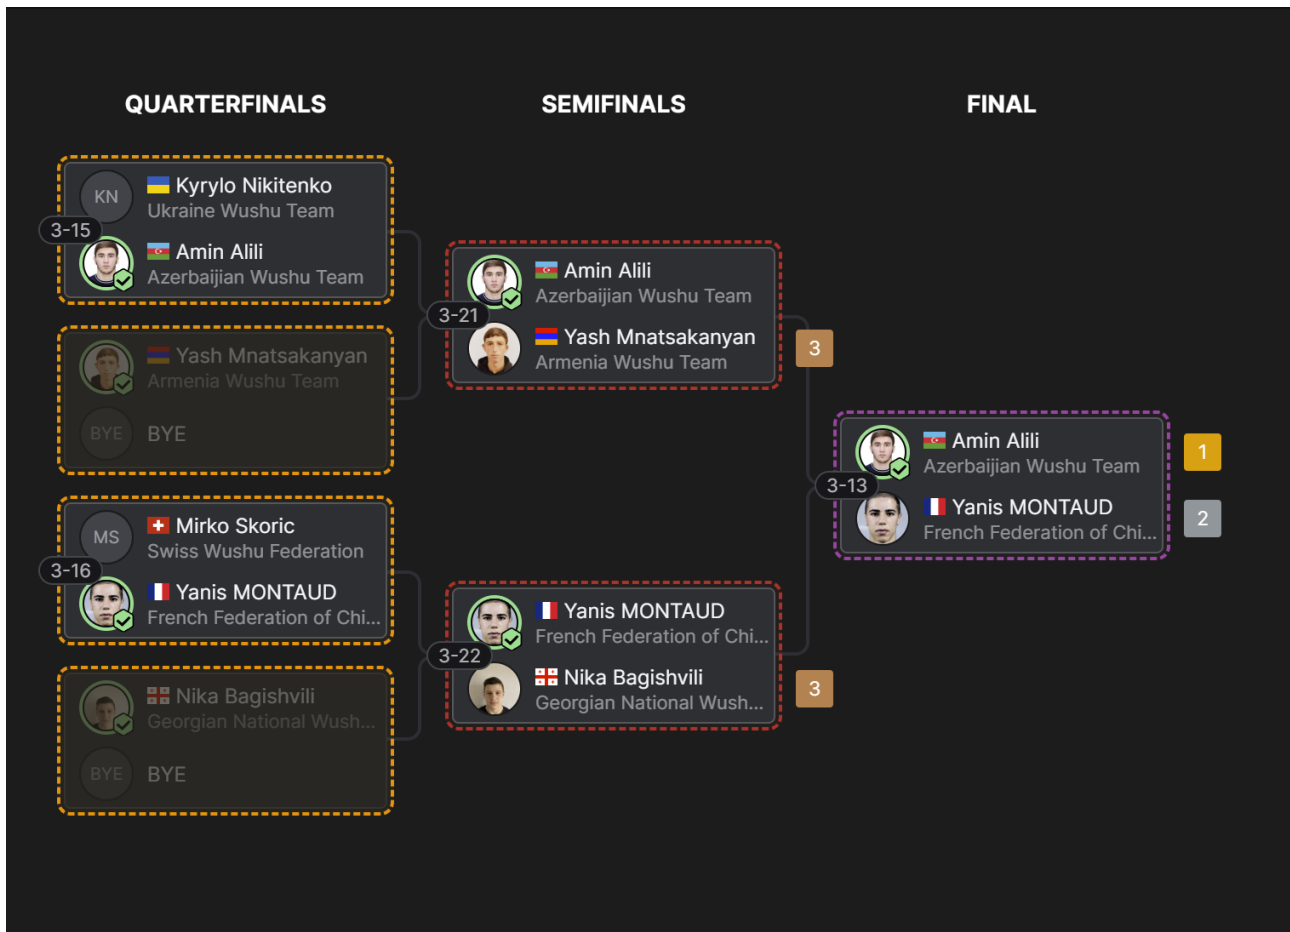 QUARTERFINALS
SEMIFINALS
FINAL
KN
Kyrylo Nikitenko
Ukraine Wushu Team
3-15
Amin Alili
Azerbaijian Wushu Team
Yash Mnatsakanyan
Armenia Wushu Team
BYE
BYE
MS
Mirko Skoric
Swiss Wushu Federation
3-16
Yanis MONTAUD
French Federation of Chi...
Nika Bagishvili
Georgian National Wush...
BYE
BYE
Amin Alili
Azerbaijian Wushu Team
3-21
Yash Mnatsakanyan
Armenia Wushu Team
3
Yanis MONTAUD
French Federation of Chi...
3-22
Nika Bagishvili
Georgian National Wush...
3
Amin Alili
Azerbaijian Wushu Team
1
3-13
Yanis MONTAUD
French Federation of Chi...
2